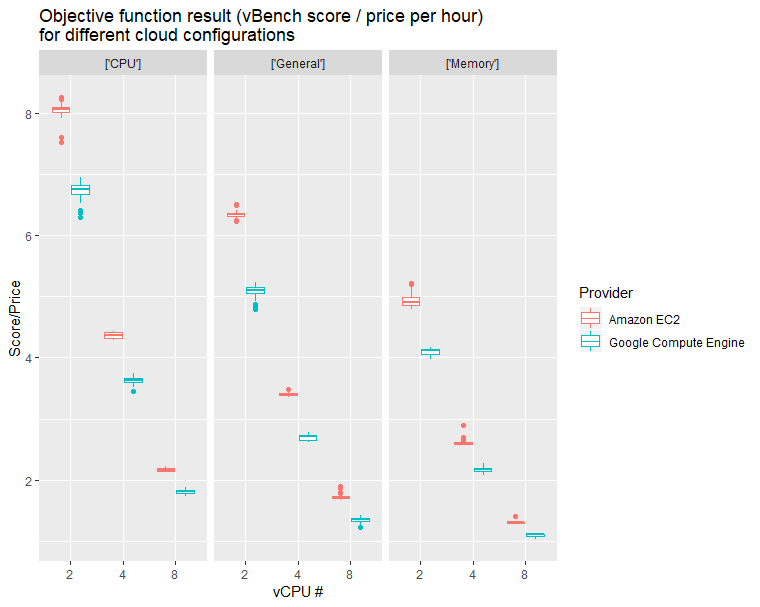 Objective function result (vBench score / price per hour)
for different cloud configurations
['CPU']
['General']
['Memory']
8
6
4
2
Score/Price
2
4
8
2
4
8
2
4
8
vCPU #
Provider
Amazon EC2
Google Compute Engine